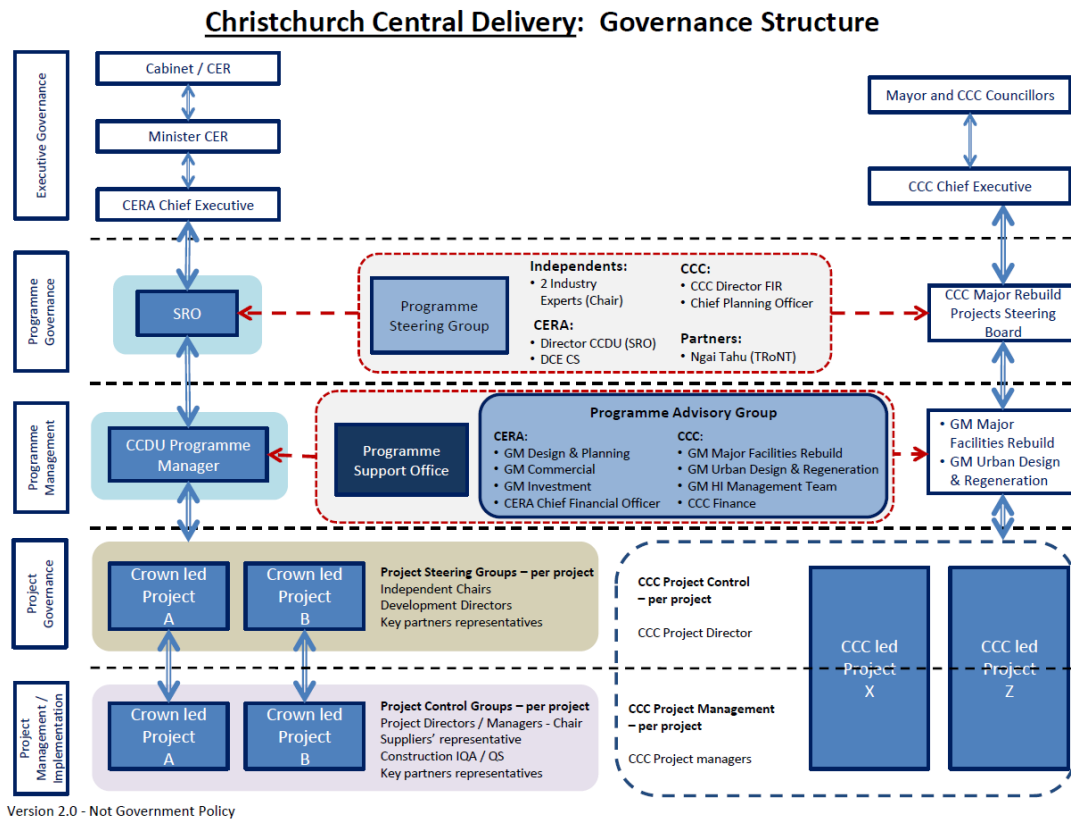 Christchurch Central Delivery:  Governance Structure
Executive Governance
Cabinet / CER
Minister CER
CERA Chief Executive
Mayor and CCC Councillors
CCC Chief Executive
Programme
Governance
SRO
Programme
Steering Group
Independents:
• 2 Industry
Experts (Chair)
CERA:
• Director CCDU (SRO)
• DCE CS
CCC:
• CCC Director FIR
• Chief Planning Officer
Partners:
• Ngai Tahu (TRoNT)
CCC Major Rebuild
Projects Steering
Board
Programme
Management
CCDU Programme
Manager
Programme
Support Office
Programme Advisory Group
CERA:
• GM Design & Planning
• GM Commercial
• GM Investment
• CERA Chief Financial Officer
CCC:
• GM Major Facilities Rebuild
• GM Urban Design & Regeneration
• GM HI Management Team
• CCC Finance
• GM Major
Facilities Rebuild
• GM Urban Design
& Regeneration
Project
Governance
Crown led
Project
A
Crown led
Project
B
Project Steering Groups – per project
Independent Chairs
Development Directors
Key partners representatives
CCC Project Control
– per project
CCC Project Director
CCC led
Project
X
CCC led
Project
Z
Project
Management /
Implementation
Crown led
Project
A
Crown led
Project
B
Project Control Groups – per project
Project Directors / Managers - Chair
Suppliers' representative
Construction IQA / QS
Key partners representatives
CCC Project Management
– per project
CCC Project managers
Version 2.0 - Not Government Policy